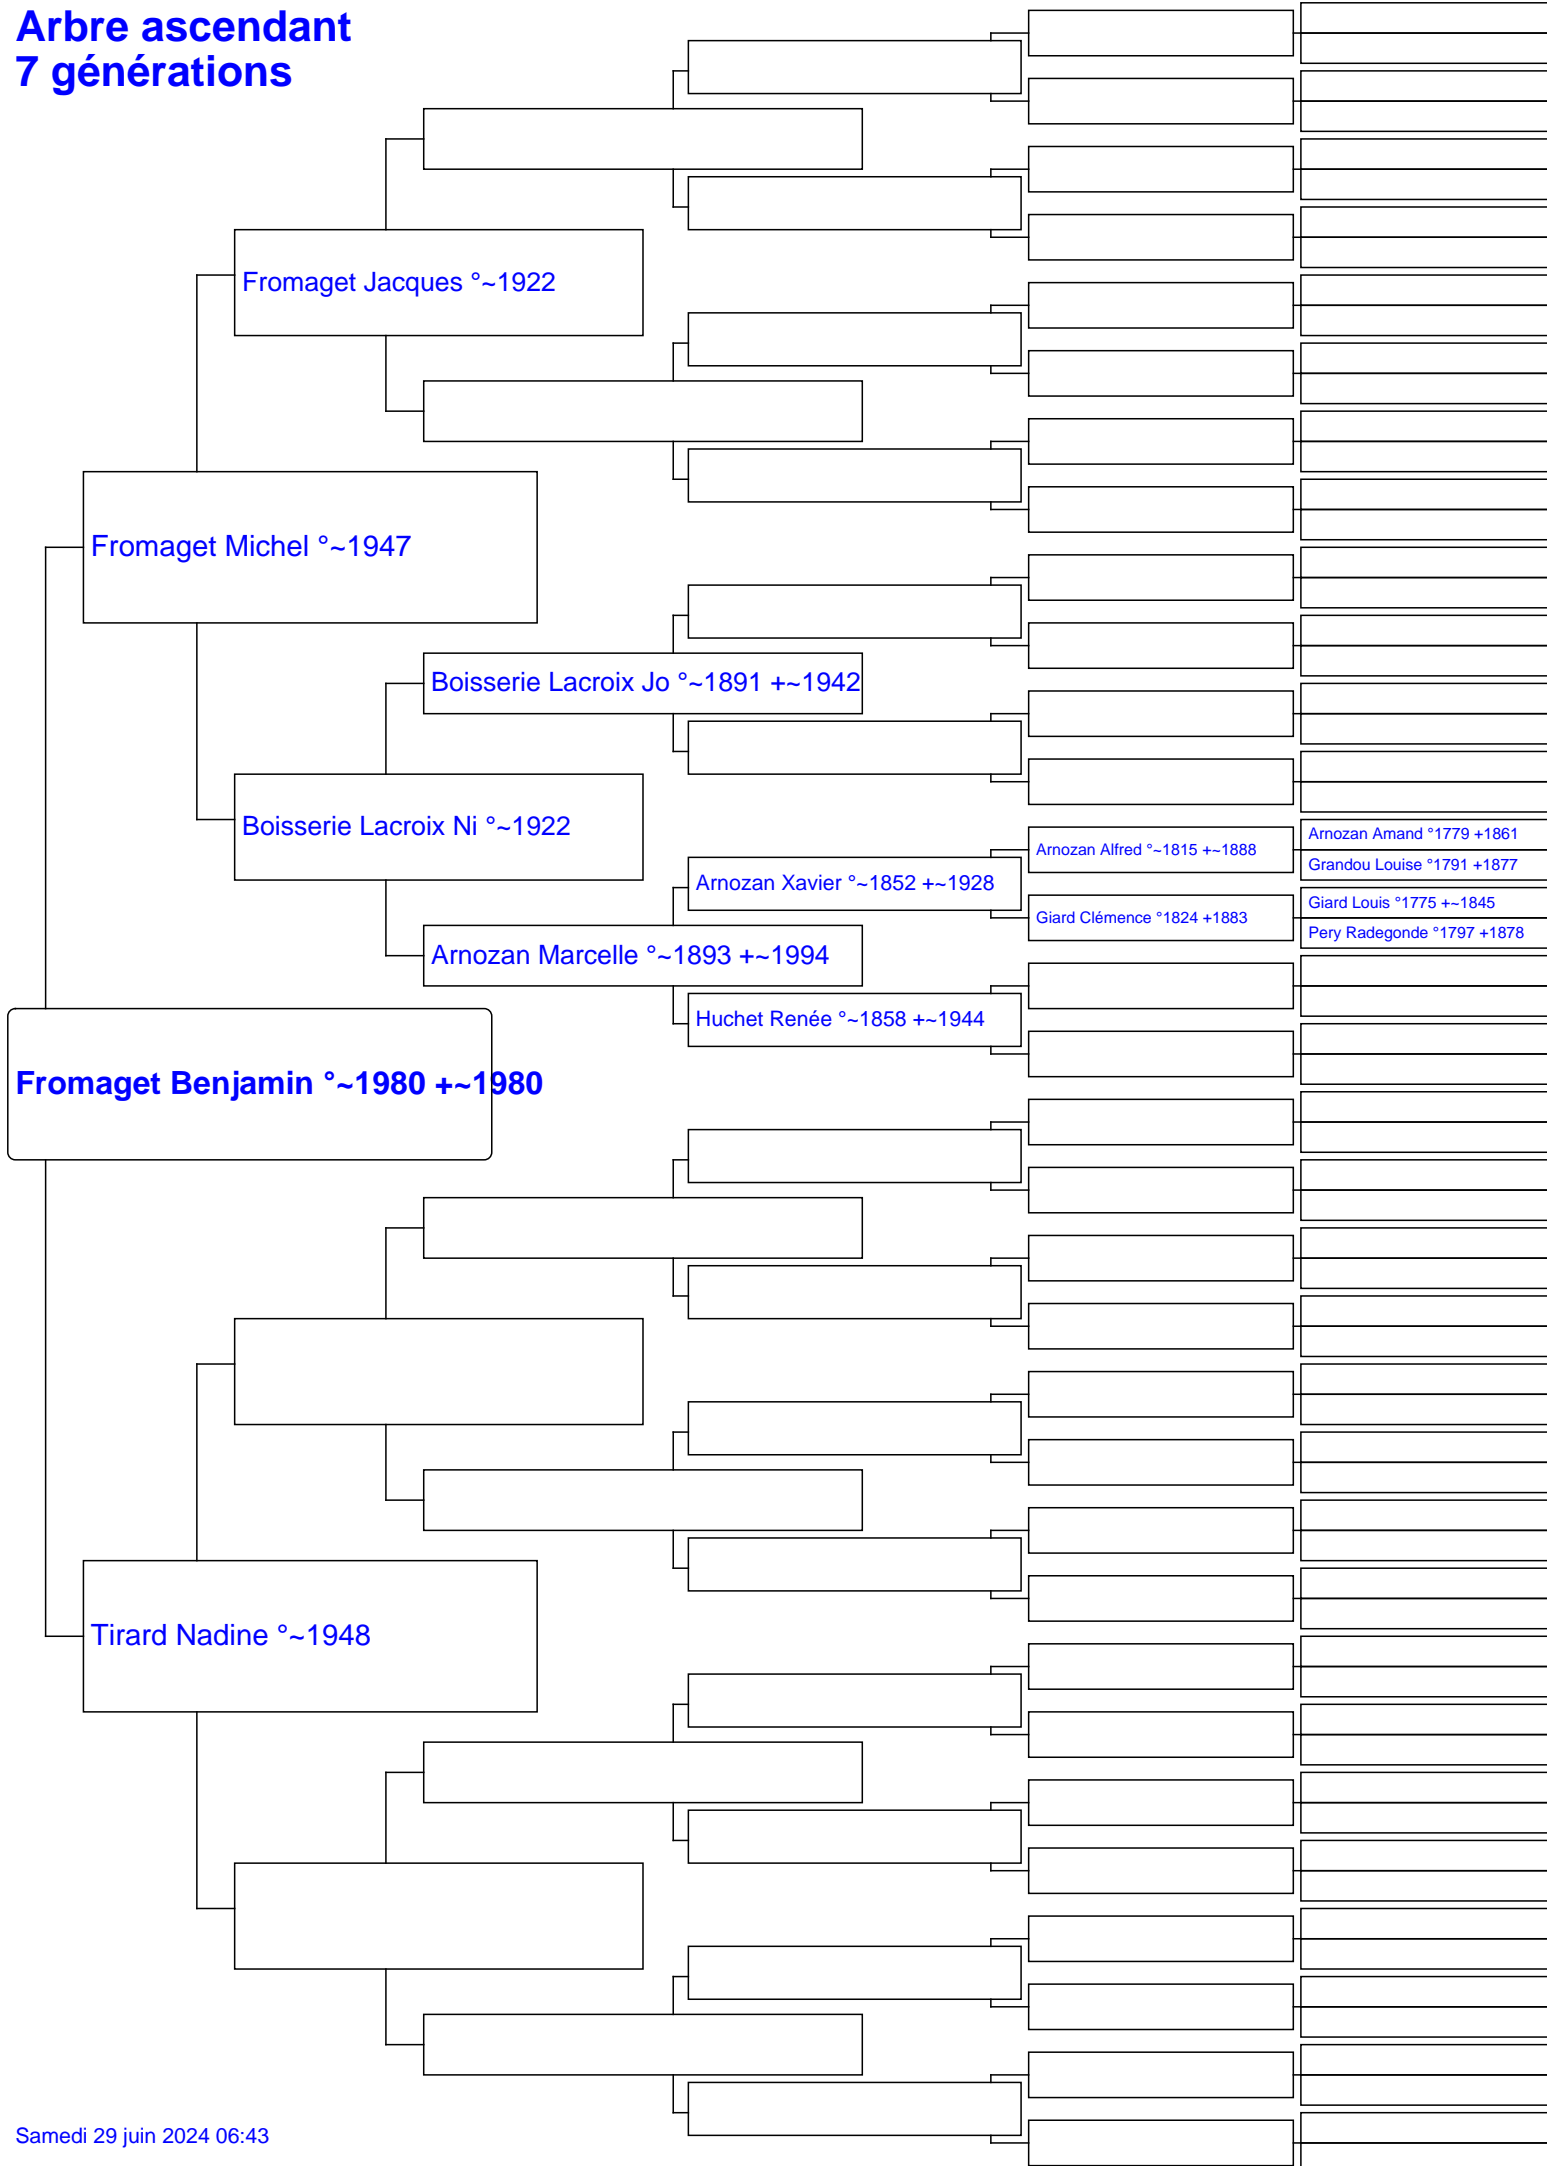 Arbre ascendant
7 générations
Fromaget Jacques °~1922
Fromaget Michel °~1947
Boisserie Lacroix Jo °~1891 +~1942
Boisserie Lacroix Ni °~1922
Arnozan Amand °1779 +1861
Arnozan Alfred °~1815 +~1888
Grandou Louise °1791 +1877
Arnozan Xavier °~1852 +~1928
Giard Louis °1775 +~1845
Giard Clémence °1824 +1883
Pery Radegonde °1797 +1878
Arnozan Marcelle °~1893 +~1994
Huchet Renée °~1858 +~1944
Fromaget Benjamin °~1980 +~1980
Tirard Nadine °~1948
Samedi 29 juin 2024 06:43